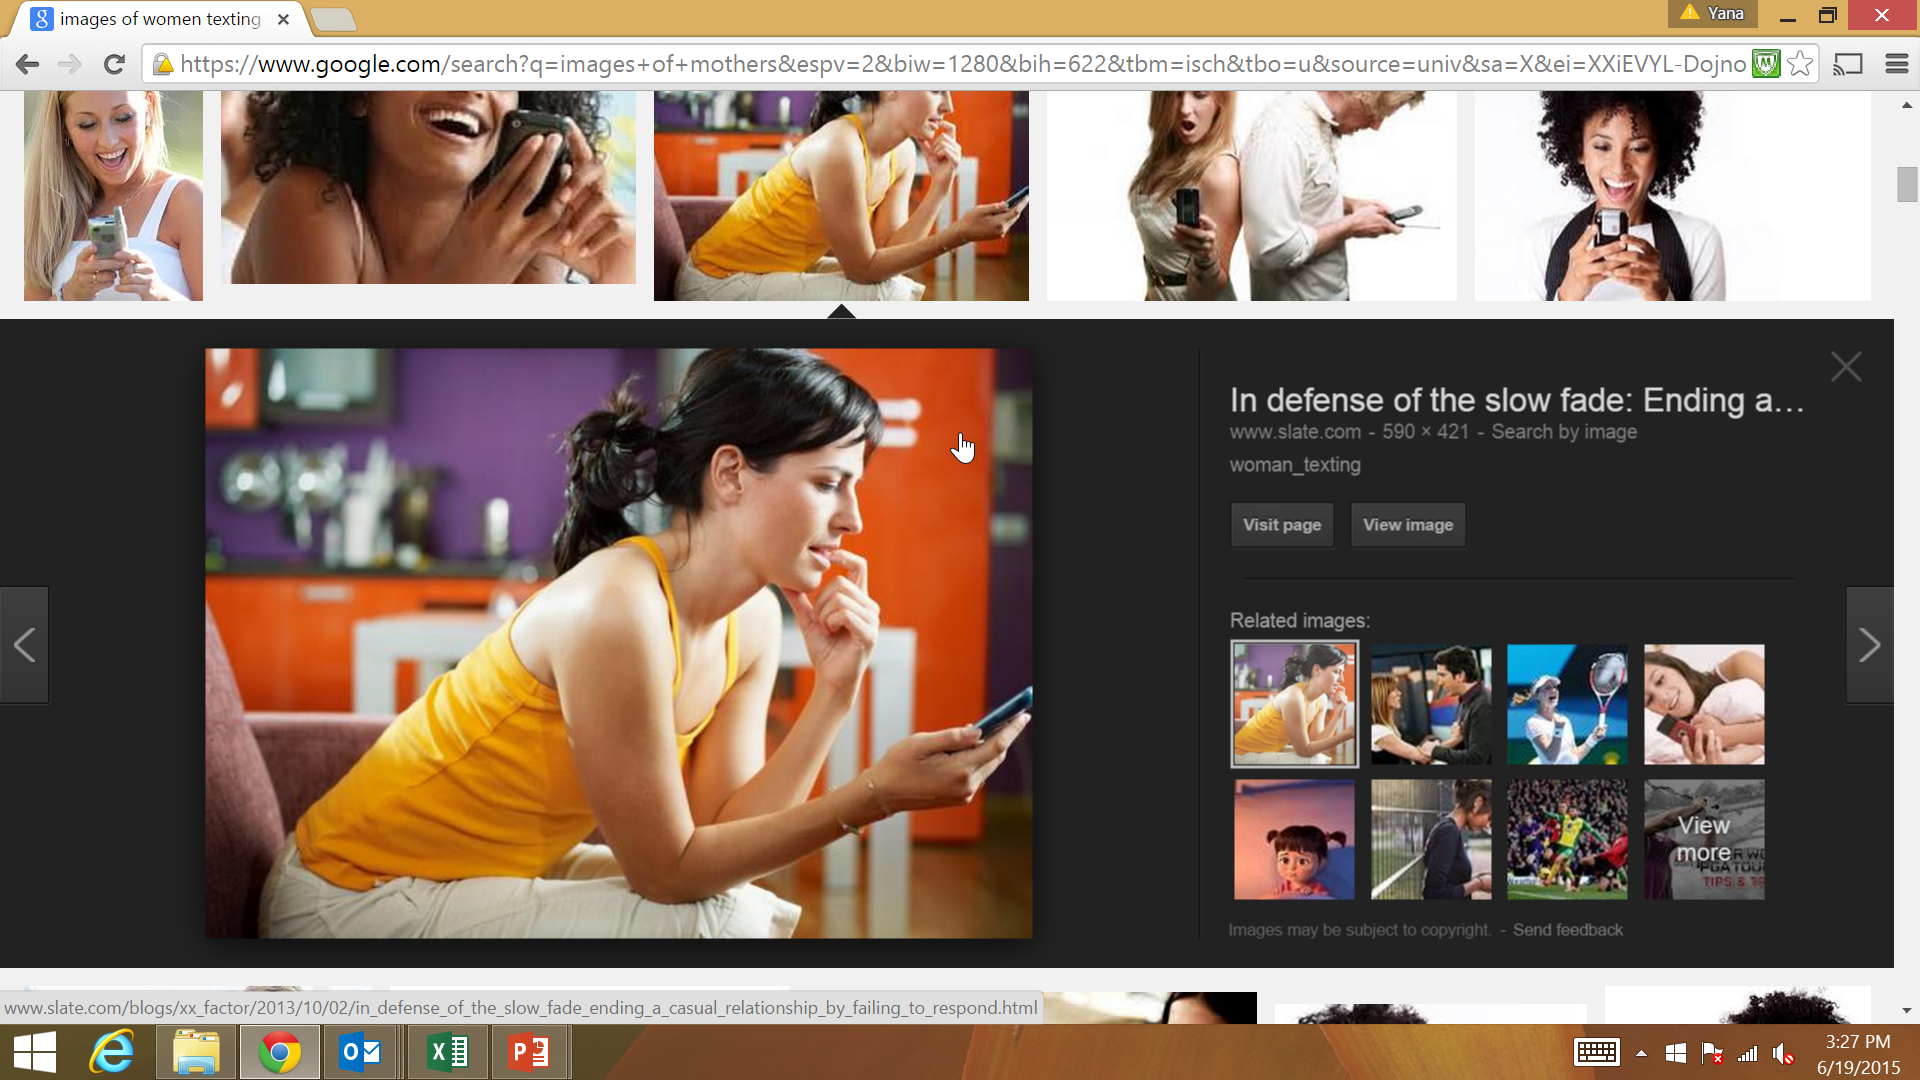 images of women texting
Yana
https://www.google.com/search?q=images+of+mothers&espv=2&biw=1280&bih=622&tbm=isch&tbo=u&source=univ&sa=X&ei=XXiEVYL-Dojno
In defense of the slow fade: Ending a…
www.slate.com - 590 × 421 - Search by image
woman_texting
Visit page View image
Related images:
View
more
PGATOUR
TIPS &
Images may be subject to copyright. - Send feedback
www.slate.com/blogs/xx_factor/2013/10/02/in_defense_of_the_slow_fade_ending_a_casual_relationship_by_failing_to_respond.html
3:27 PM
6/19/2015